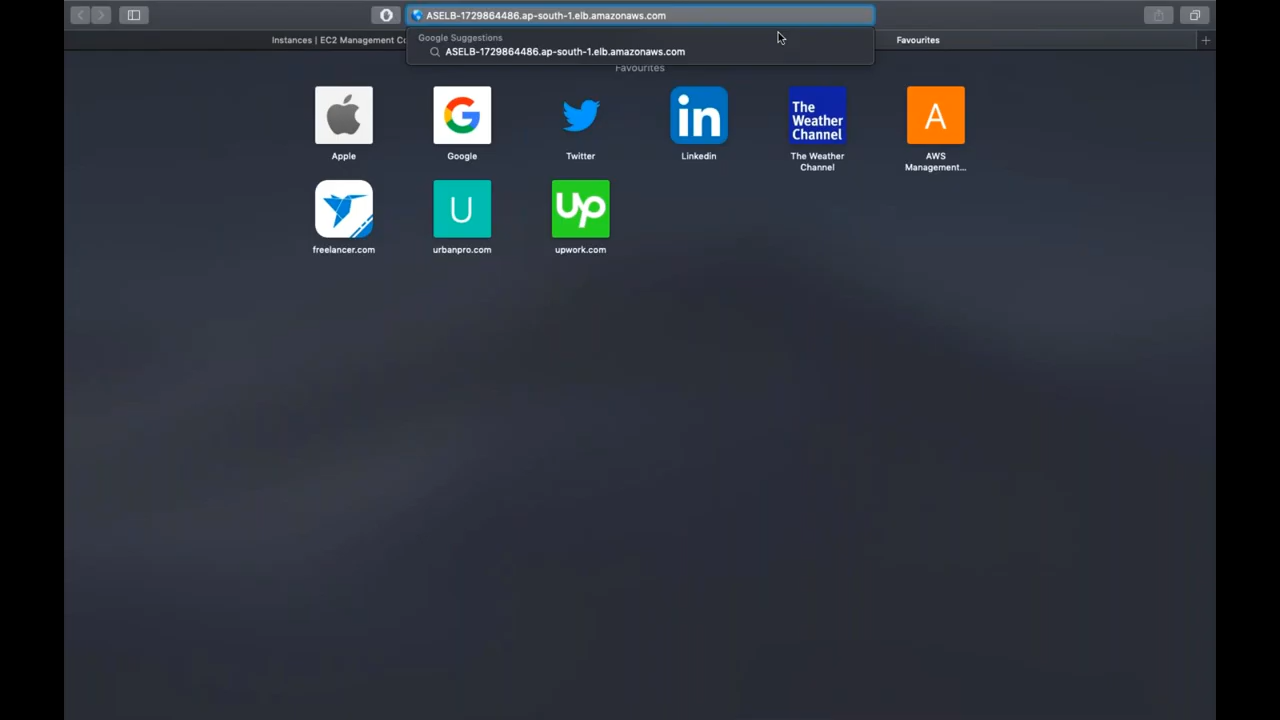 ASELB-1729864486.ap-south-1.elb.amazonaws.com
Instances | EC2 Management Co
Google Suggestions
ASELB-1729864486.ap-south-1.elb.amazonaws.com
Favourites
+
Favourites
G
in
The
Weather
Channel
A
Apple
Google
Twitter
Linkedin
The Weather
Channel
AWS
Management...
U
up
freelancer.com
urbanpro.com
upwork.com